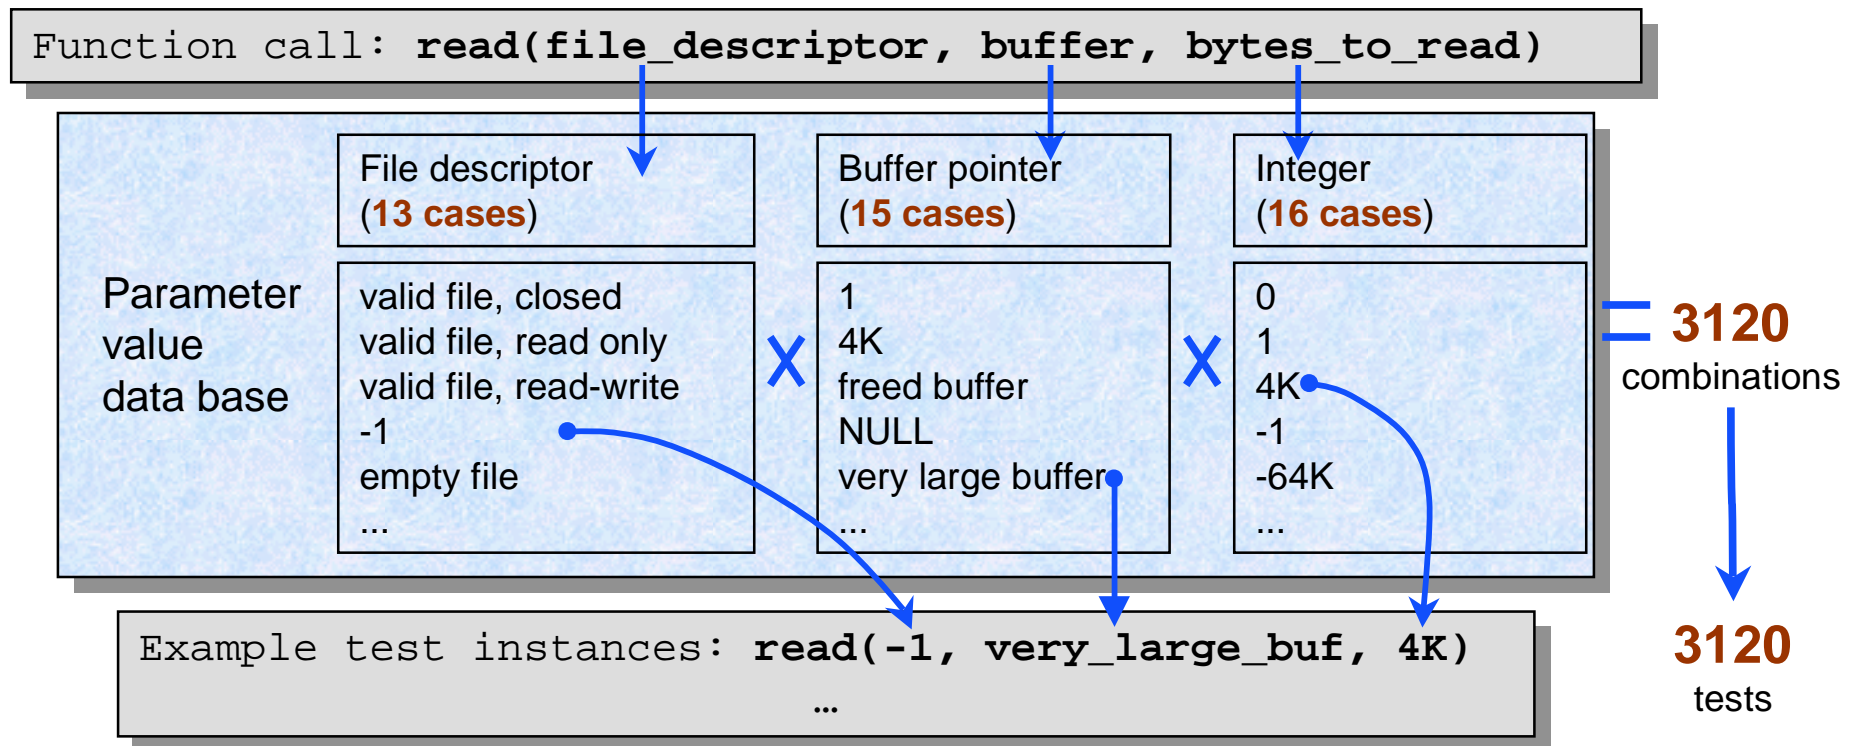 Function call: read(file_descriptor, buffer, bytes_to_read)
File descriptor
(13 cases)
Buffer pointer
(15 cases)
Integer
(16 cases)
Parameter
value
data base
valid file, closed
valid file, read only
valid file, read-write
-1
empty file
...
X
1
4K
freed buffer
NULL
very large buffer
...
X
0
1
4K
-1
-64K
...
=
3120
combinations
Example test instances: read(-1, very_large_buf, 4K)
…
3120
tests